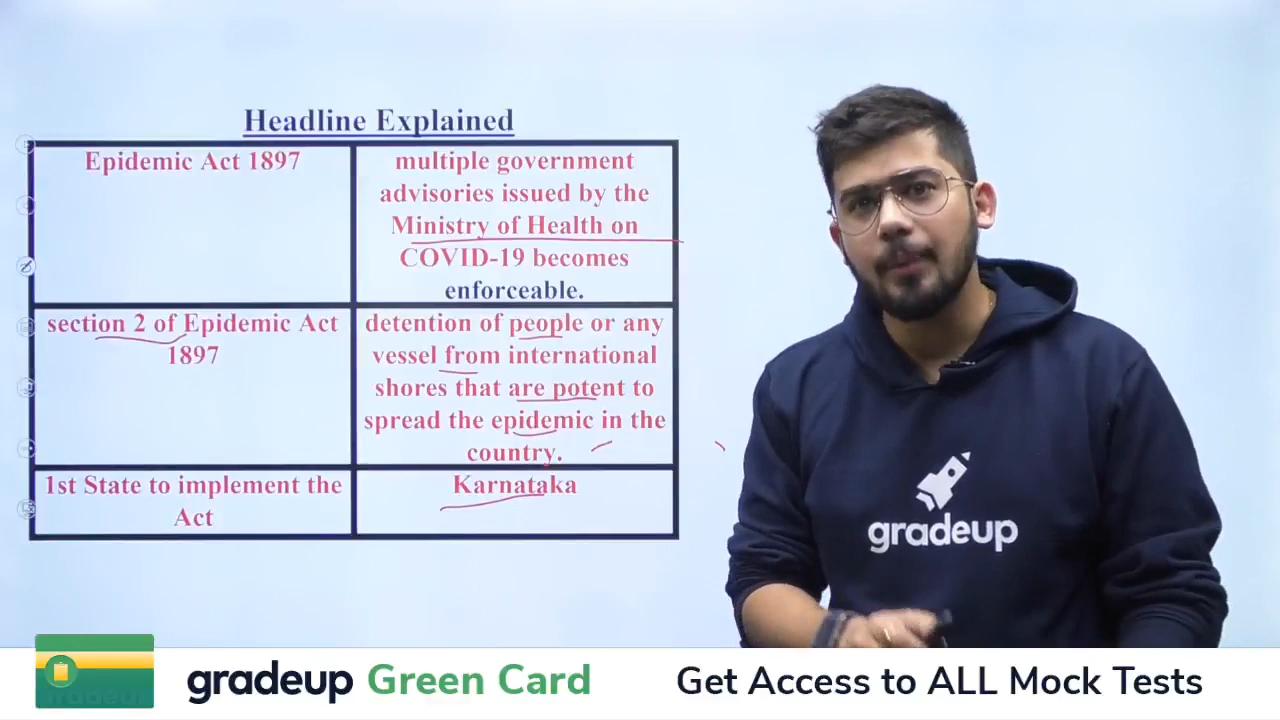 Headline Explained
Epidemic Act 1897
multiple government
advisories issued by the
Ministry of Health on
COVID-19 becomes
enforceable.
section 2 of Epidemic Act
1897
detention of people or any
vessel from international
shores that are potent to
spread the epidemic in the
country.
1st State to implement the
Act
Karnataka
gradeup
gradeup Green Card
Get Access to ALL Mock Tests